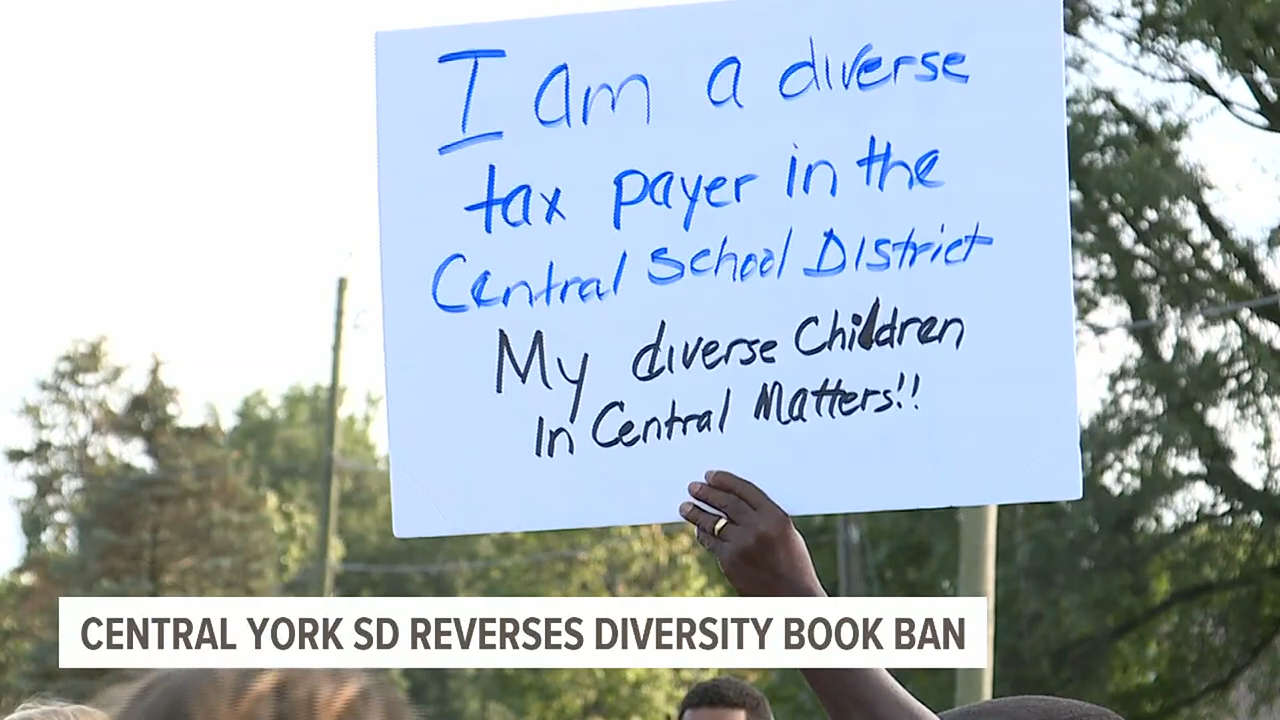 I am a diverse
tax payer in the
Central School District
My diverse Children
In Central Matters!!
CENTRAL YORK SD REVERSES DIVERSITY BOOK BAN